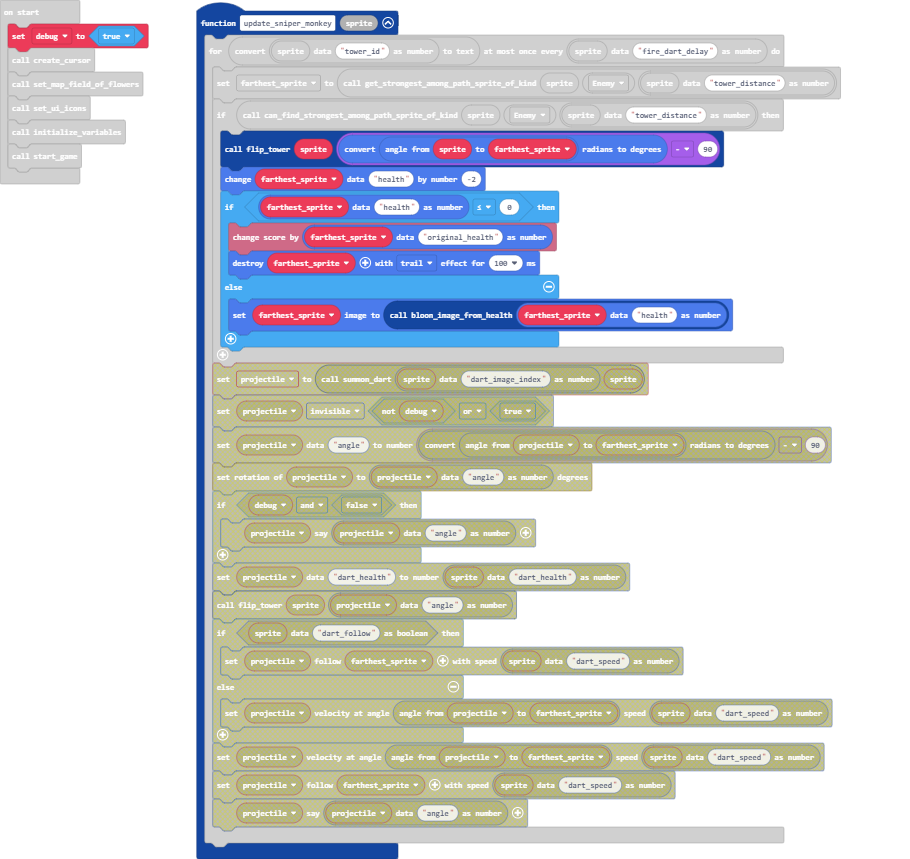 on start
set debug to true
call create_cursor
call set_map_field_of_flowers
call set_ui_icons
call initialize_variables
call start_game
function update_sniper_monkey sprite
for convert sprite data "tower_id" as number to text at most once every sprite data "fire_dart_delay" as number do
set farthest_sprite to call get_strongest_among_path_sprite_of_kind sprite Enemy sprite data "tower_distance" as number
if call can_find_strongest_among_path_sprite_of_kind sprite Enemy sprite data "tower_distance" as number then
call flip_tower sprite convert angle from sprite to farthest_sprite radians to degrees - 90
change farthest_sprite data "health" by number -2
if farthest_sprite data "health" as number ≤ 0 then
change score by farthest_sprite data "original_health" as number
destroy farthest_sprite with trail effect for 100 ms
else
set farthest_sprite image to call bloom_image_from_health farthest_sprite data "health" as number
set projectile to call summon_dart sprite data "dart_image_index" as number sprite
set projectile invisible not debug or true
set projectile data "angle" to number convert angle from projectile to farthest_sprite radians to degrees - 90
set rotation of projectile to projectile data "angle" as number degrees
if debug and false then
projectile say projectile data "angle" as number
set projectile data "dart_health" to number sprite data "dart_health" as number
call flip_tower sprite projectile data "angle" as number
if sprite data "dart_follow" as boolean then
set projectile follow farthest_sprite with speed sprite data "dart_speed" as number
else
set projectile velocity at angle angle from projectile to farthest_sprite speed sprite data "dart_speed" as number
set projectile velocity at angle angle from projectile to farthest_sprite speed sprite data "dart_speed" as number
set projectile follow farthest_sprite with speed sprite data "dart_speed" as number
projectile say projectile data "angle" as number